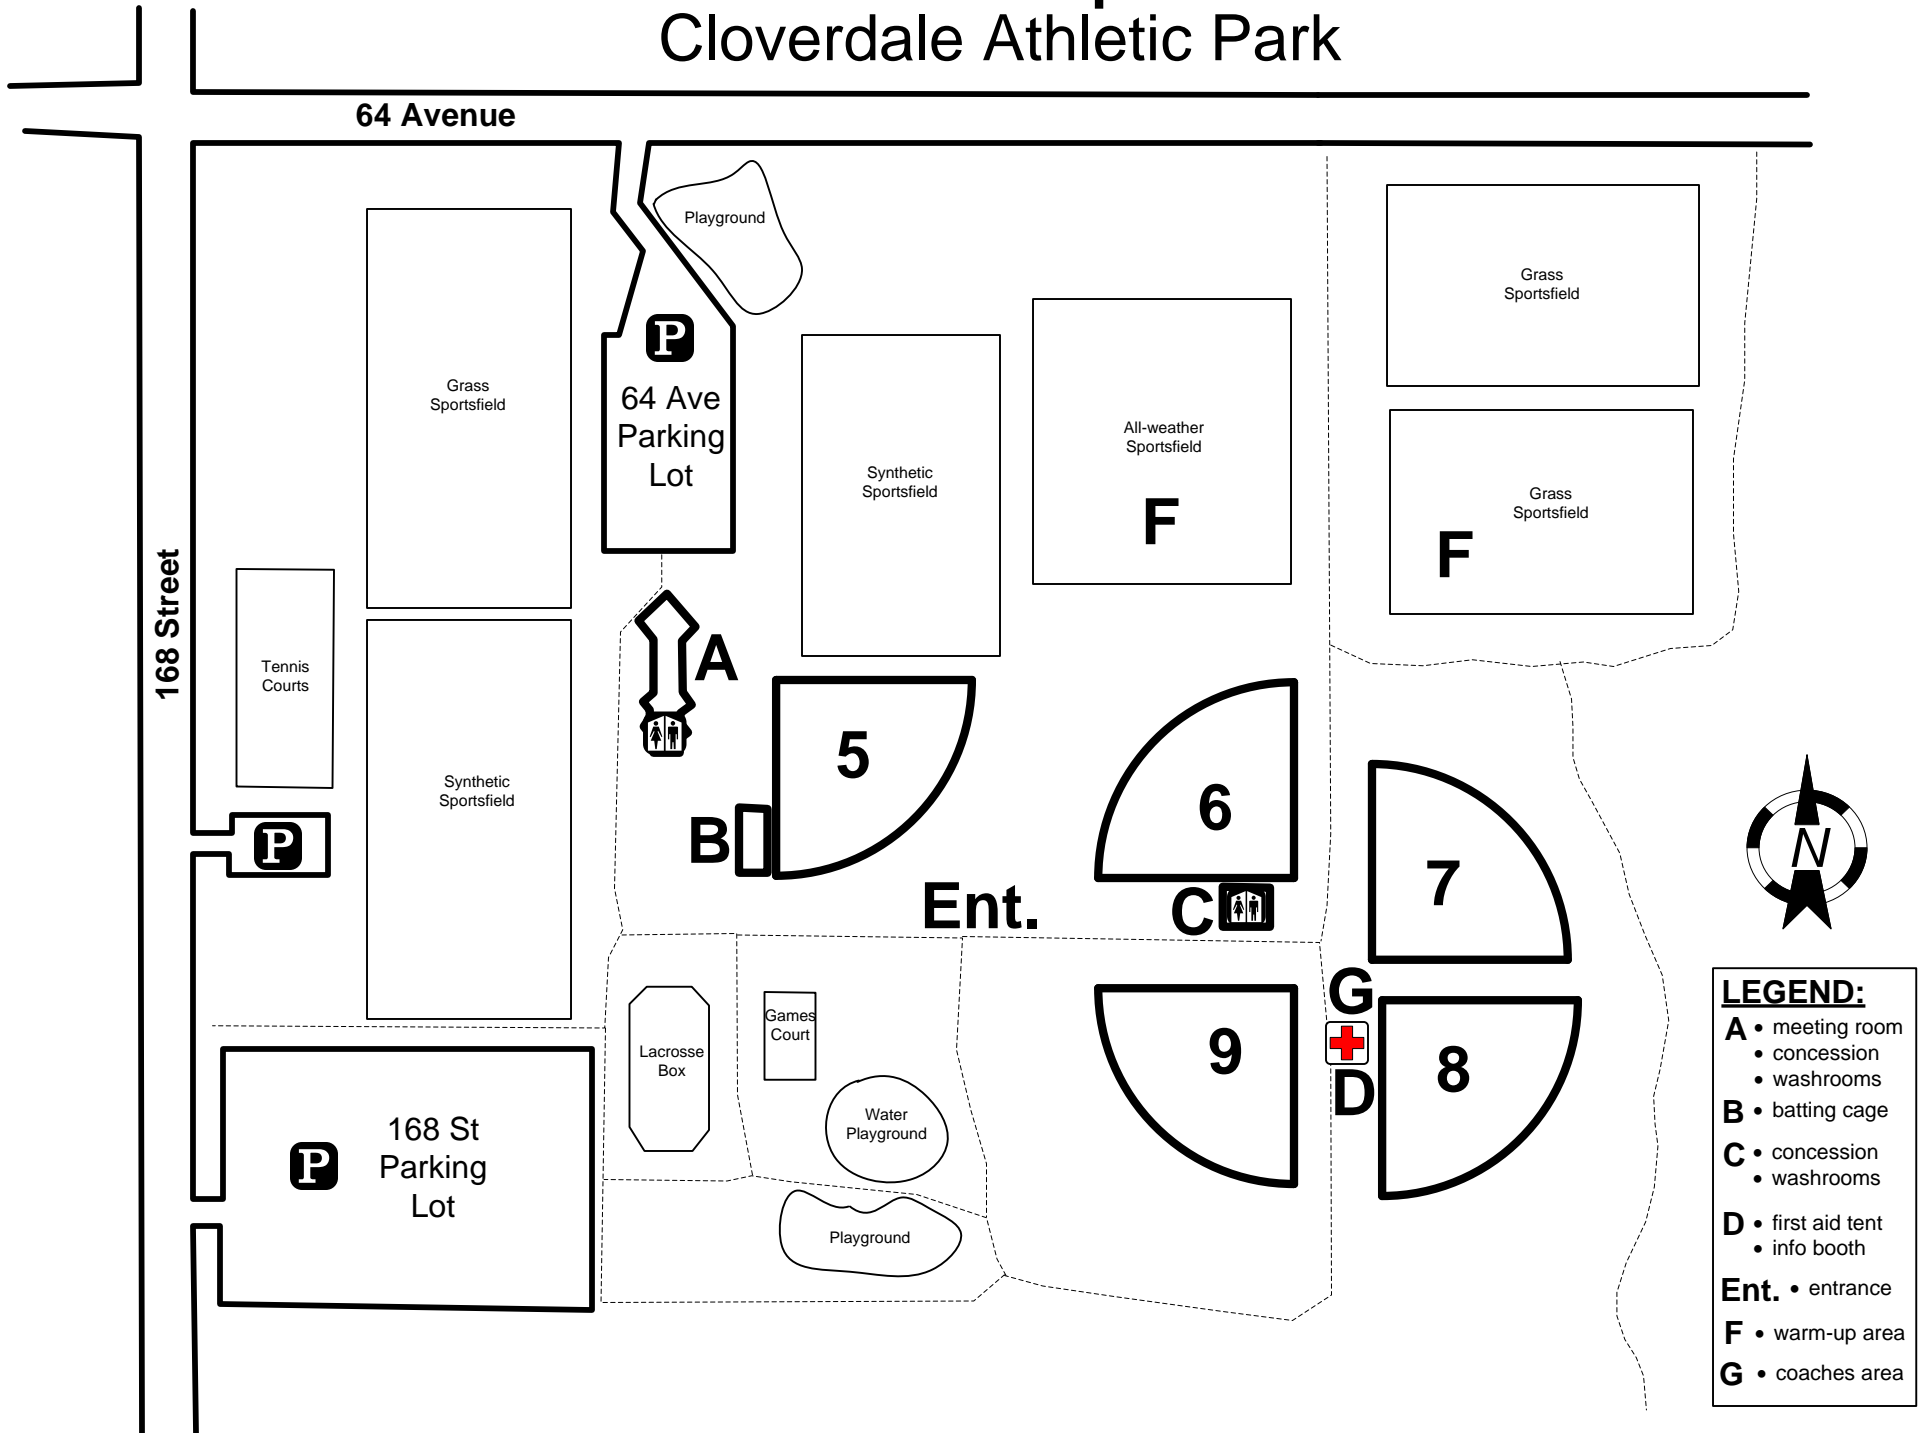 Cloverdale Athletic Park
64 Avenue
Playground
P
64 Ave
Parking
Lot
Grass
Sportsfield
Grass
Sportsfield
All-weather
Sportsfield
F
Synthetic
Sportsfield
Grass
Sportsfield
F
168 Street
Tennis
Courts
A
5
6
7
B
Synthetic
Sportsfield
P
Ent.
C
N
G
9
8
D
Games
Court
Lacrosse
Box
Water
Playground
Playground
P
168 St
Parking
Lot
LEGEND:
A • meeting room
• concession
• washrooms
B • batting cage
C • concession
• washrooms
D • first aid tent
• info booth
Ent. • entrance
F • warm-up area
G • coaches area